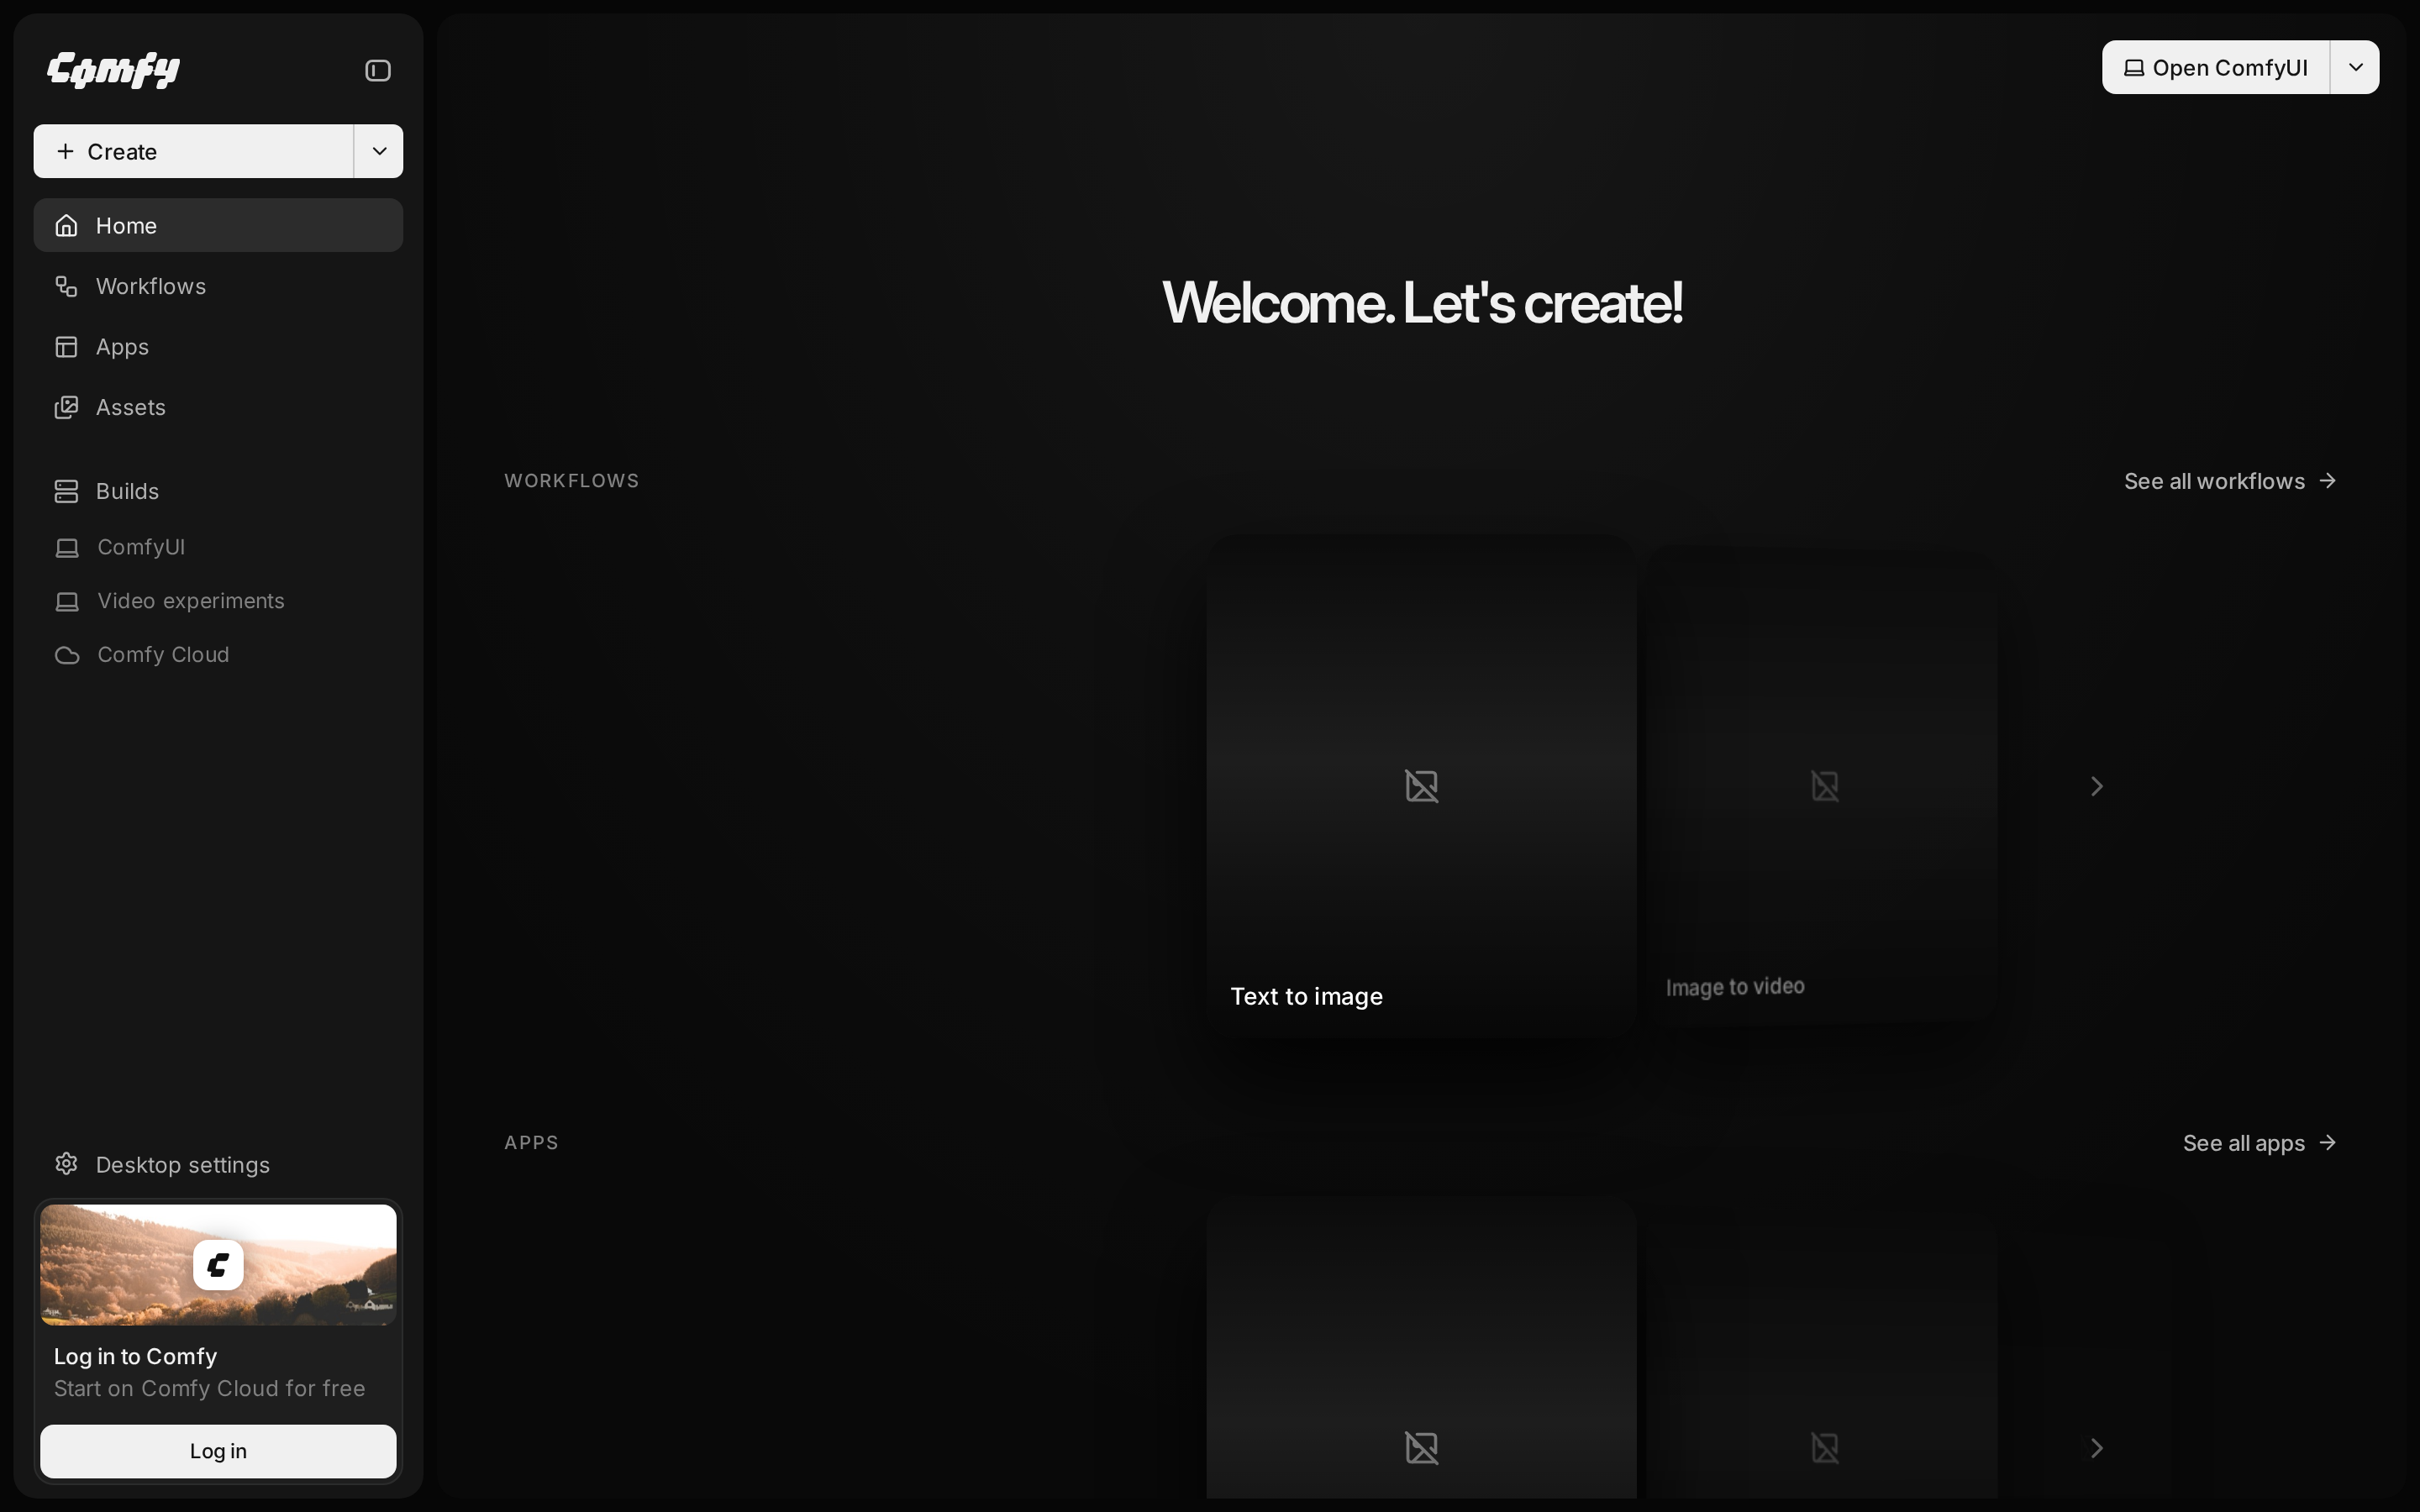 Comfy
Open ComfyUI
Create
Home
Workflows
Apps
Assets
Builds
ComfyUI
Video experiments
Comfy Cloud
Desktop settings
Log in to Comfy
Start on Comfy Cloud for free
Log in
Welcome. Let's create!
WORKFLOWS
See all workflows
Text to image
Image to video
APPS
See all apps